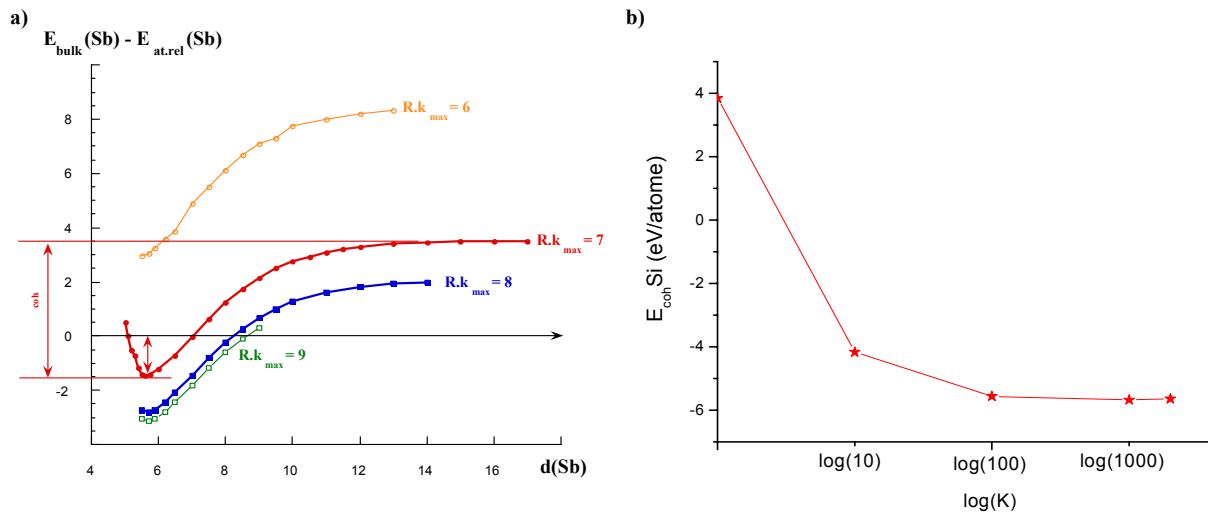 a)
E_bulk(Sb) - E_at.rel(Sb)
8
6
4
2
0
-2
4
6
8
10
12
14
16
d(Sb)
R.k_max = 6
R.k_max = 7
R.k_max = 8
R.k_max = 9
coh
b)
E_coh Si (eV/atome)
4
2
0
-2
-4
-6
log(10)
log(100)
log(1000)
log(K)